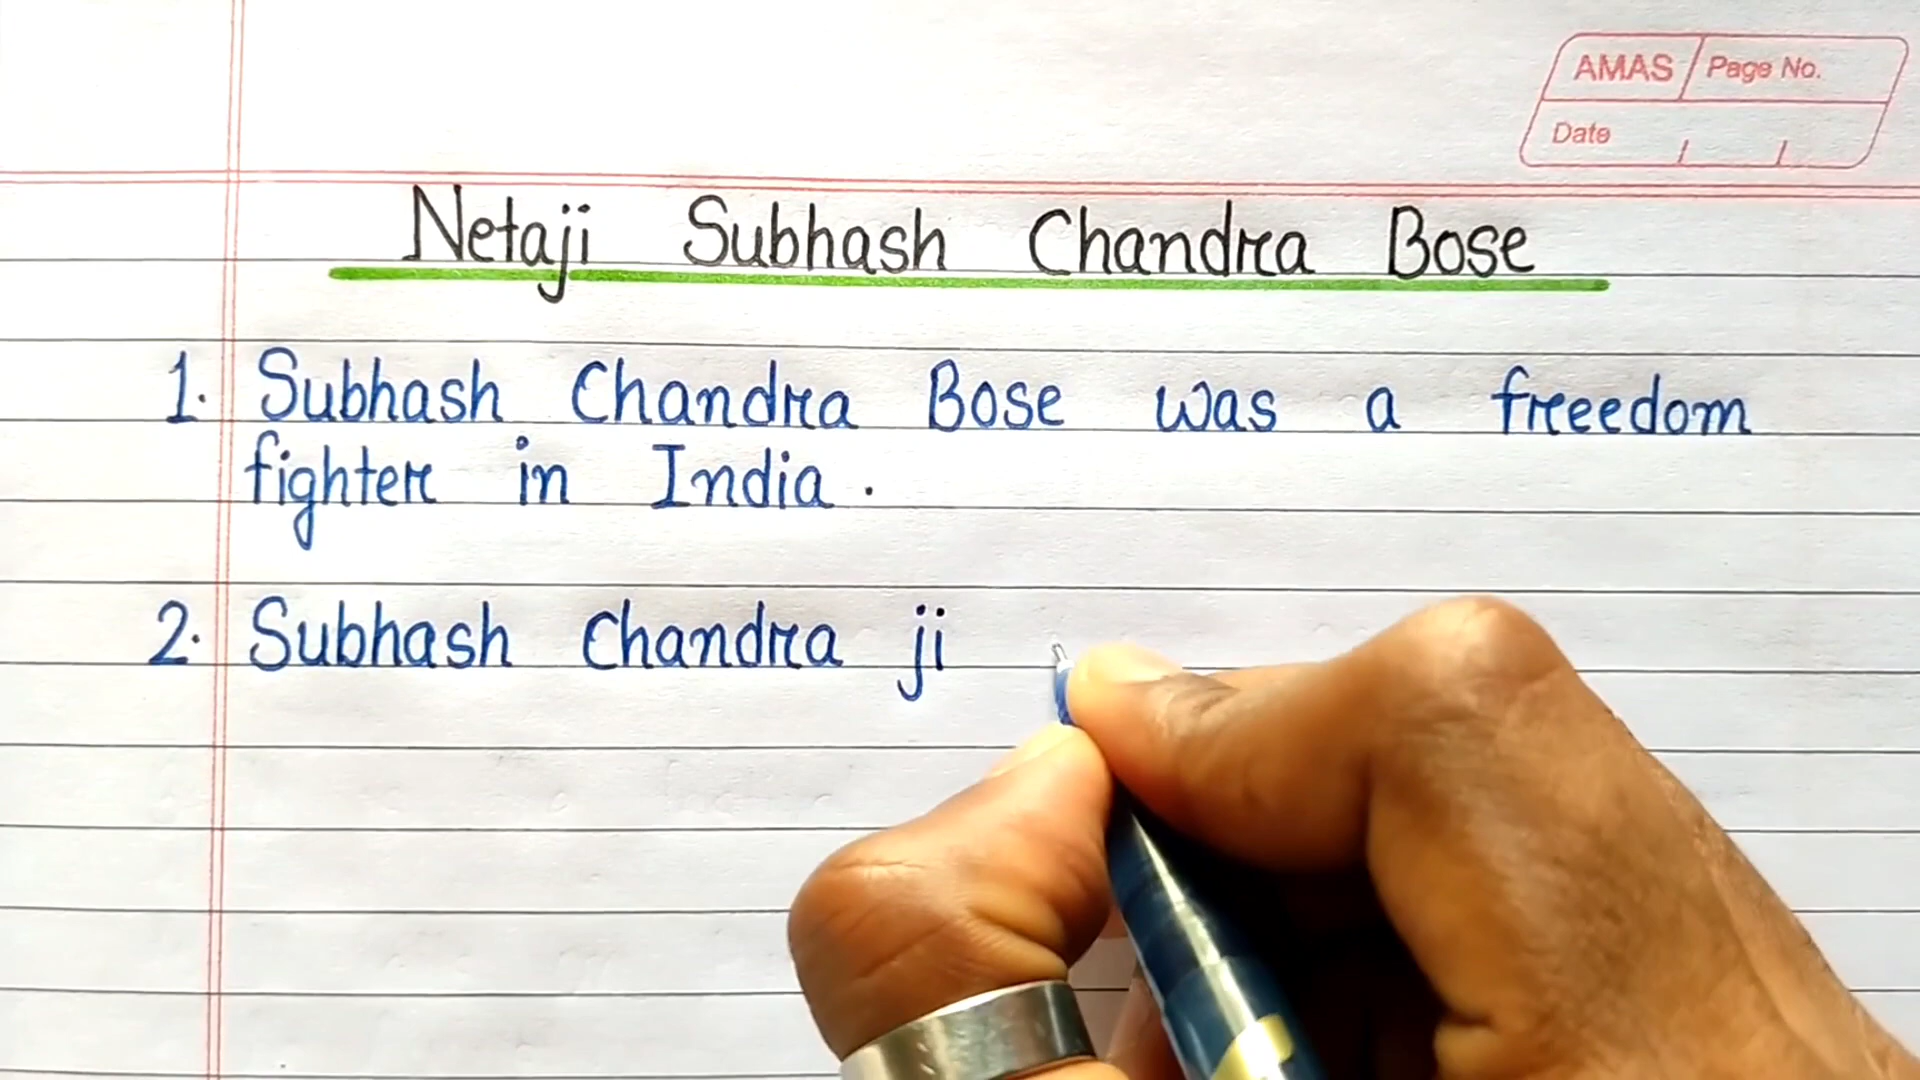 AMAS Page No.
Date / /
Netaji Subhash Chandra Bose
1. Subhash Chandra Bose was a freedom
fighter in India.
2. Subhash Chandra ji